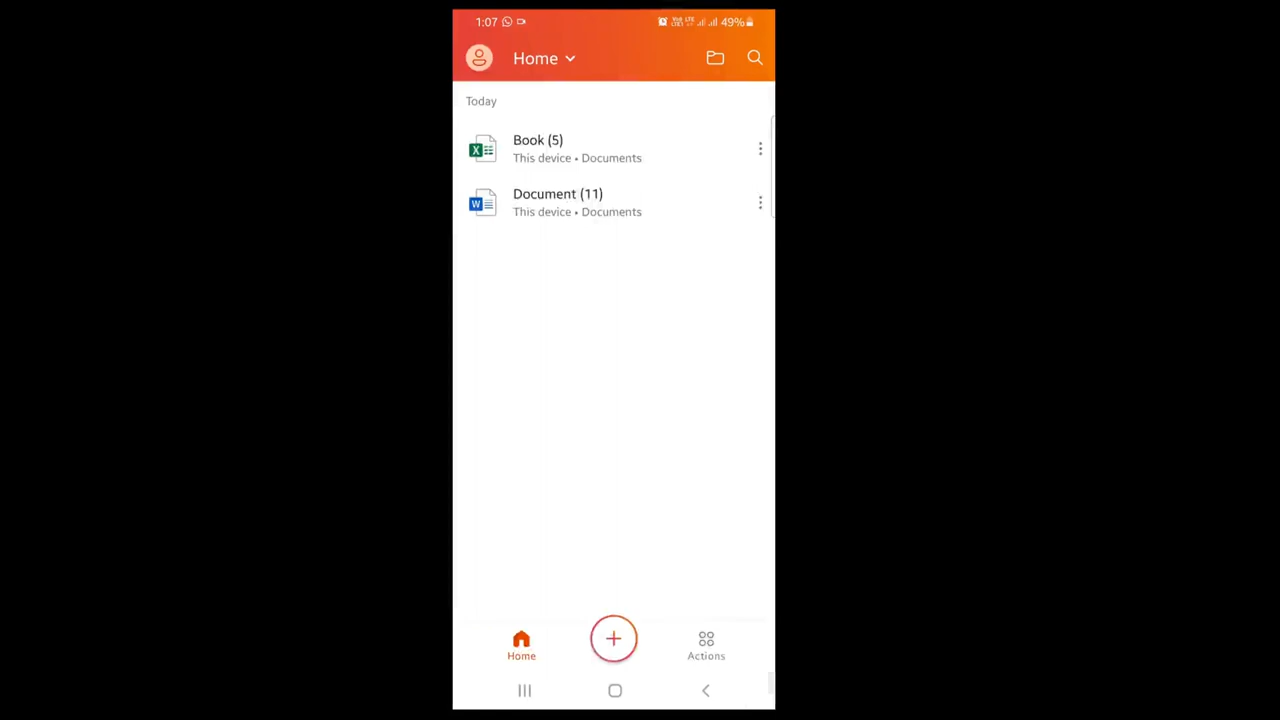 1:07 49%
Home
Today
Book (5)
This device • Documents
Document (11)
This device • Documents
Home
Actions